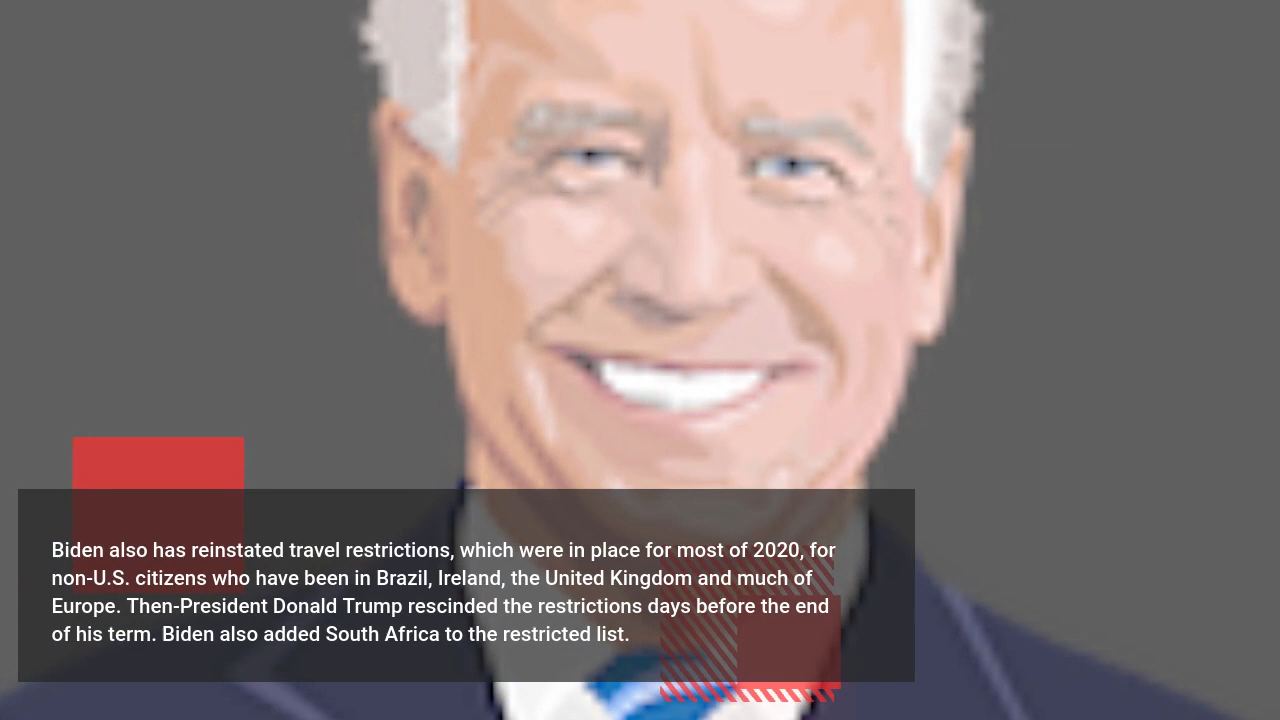 Biden also has reinstated travel restrictions, which were in place for most of 2020, for
non-U.S. citizens who have been in Brazil, Ireland, the United Kingdom and much of
Europe. Then-President Donald Trump rescinded the restrictions days before the end
of his term. Biden also added South Africa to the restricted list.